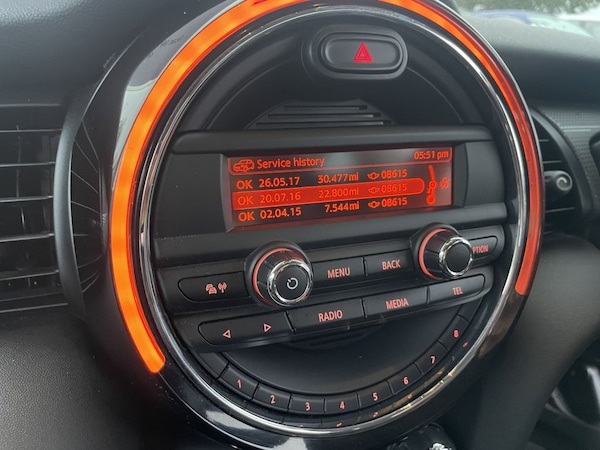 Service history 05:51 pm
OK 26.05.17 30.477mi 08615
OK 20.07.16 22.800mi 08615
OK 02.04.15 7.544mi 08615
MENU BACK
RADIO MEDIA TEL
1 2 3 4 5 6 7 8